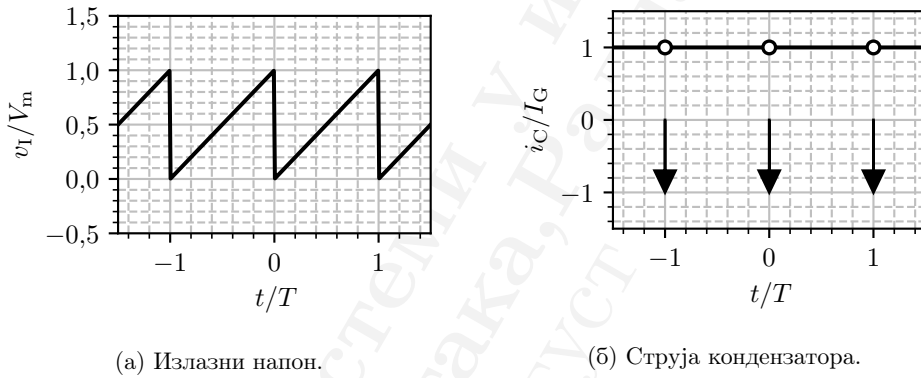 1,5
1,0
0,5
0,0
−0,5
v_I/V_m
−1 0 1
t/T
(а) Излазни напон.
1
0
−1
i_C/I_G
−1 0 1
t/T
(б) Струја кондензатора.